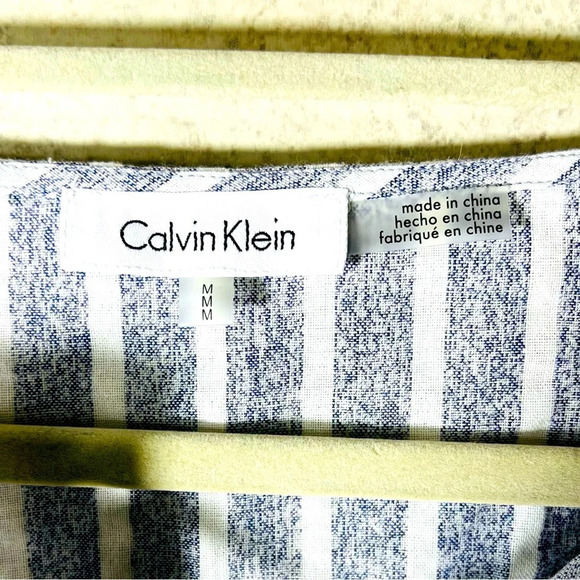 Calvin Klein
made in china
hecho en china
fabriqué en chine
M
M
M